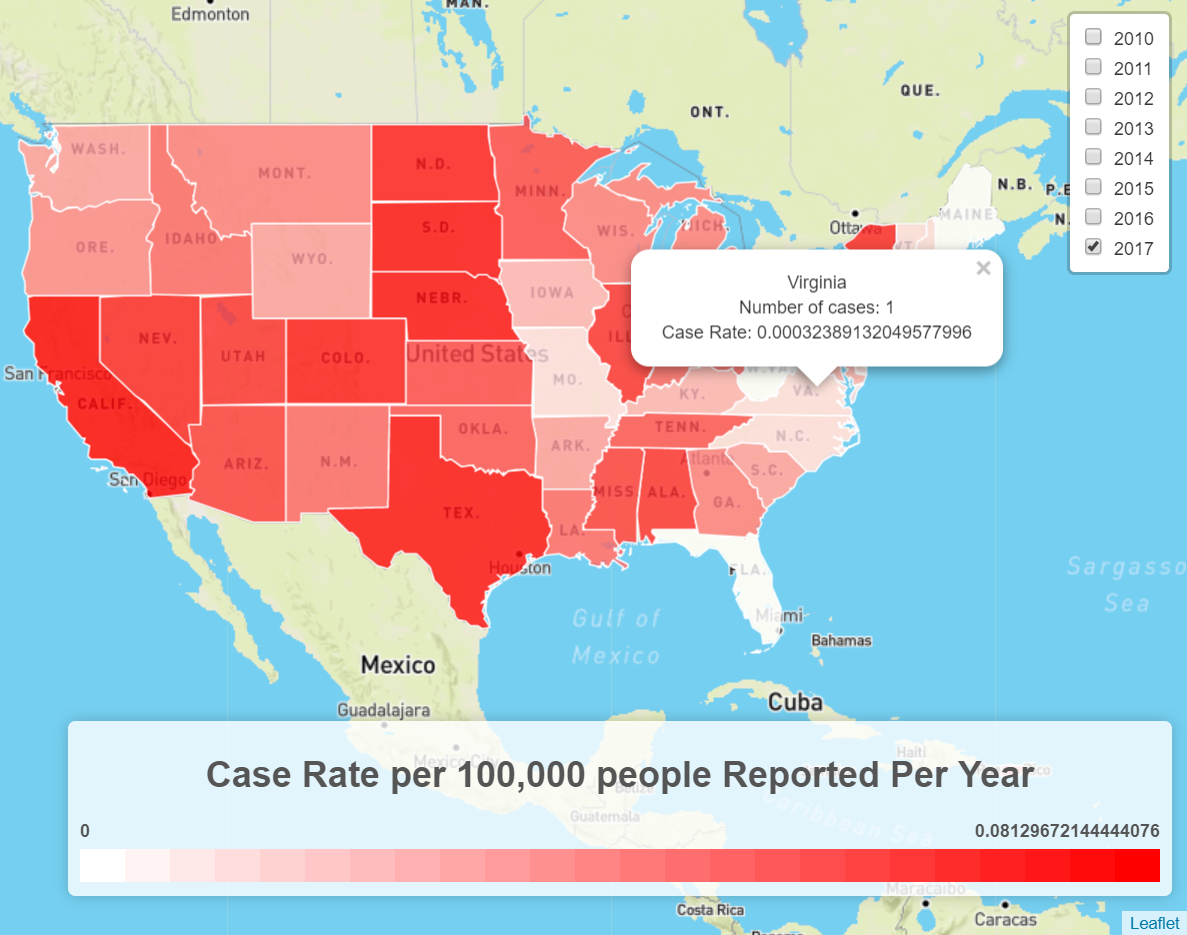 Edmonton
MAN.
ONT.
QUE.
2010
2011
2012
2013
2014
2015
2016
2017
WASH.
MONT.
N.D.
MINN.
N.B.
MAINE
Ottawa
ORE.
IDAHO
S.D.
WIS.
MICH.
VT.
WYO.
IOWA
NEBR.
NEV.
UTAH
COLO.
United States
ILL.
San Francisco
CALIF.
MO.
KY.
W.VA.
VA.
Virginia
Number of cases: 1
Case Rate: 0.00032389132049577996
×
OKLA.
TENN.
N.C.
ARK.
Atlanta
ARIZ.
N.M.
S.C.
San Diego
MISS.
ALA.
GA.
TEX.
LA.
Houston
FLA.
Gulf of
Mexico
Miami
Bahamas
Sargasso
Sea
Mexico
Guadalajara
Cuba
Mexico City
Haiti
Belize
Guatemala
Caribbean Sea
Case Rate per 100,000 people Reported Per Year
0
0.08129672144444076
Maracaibo
Costa Rica
Caracas
Leaflet